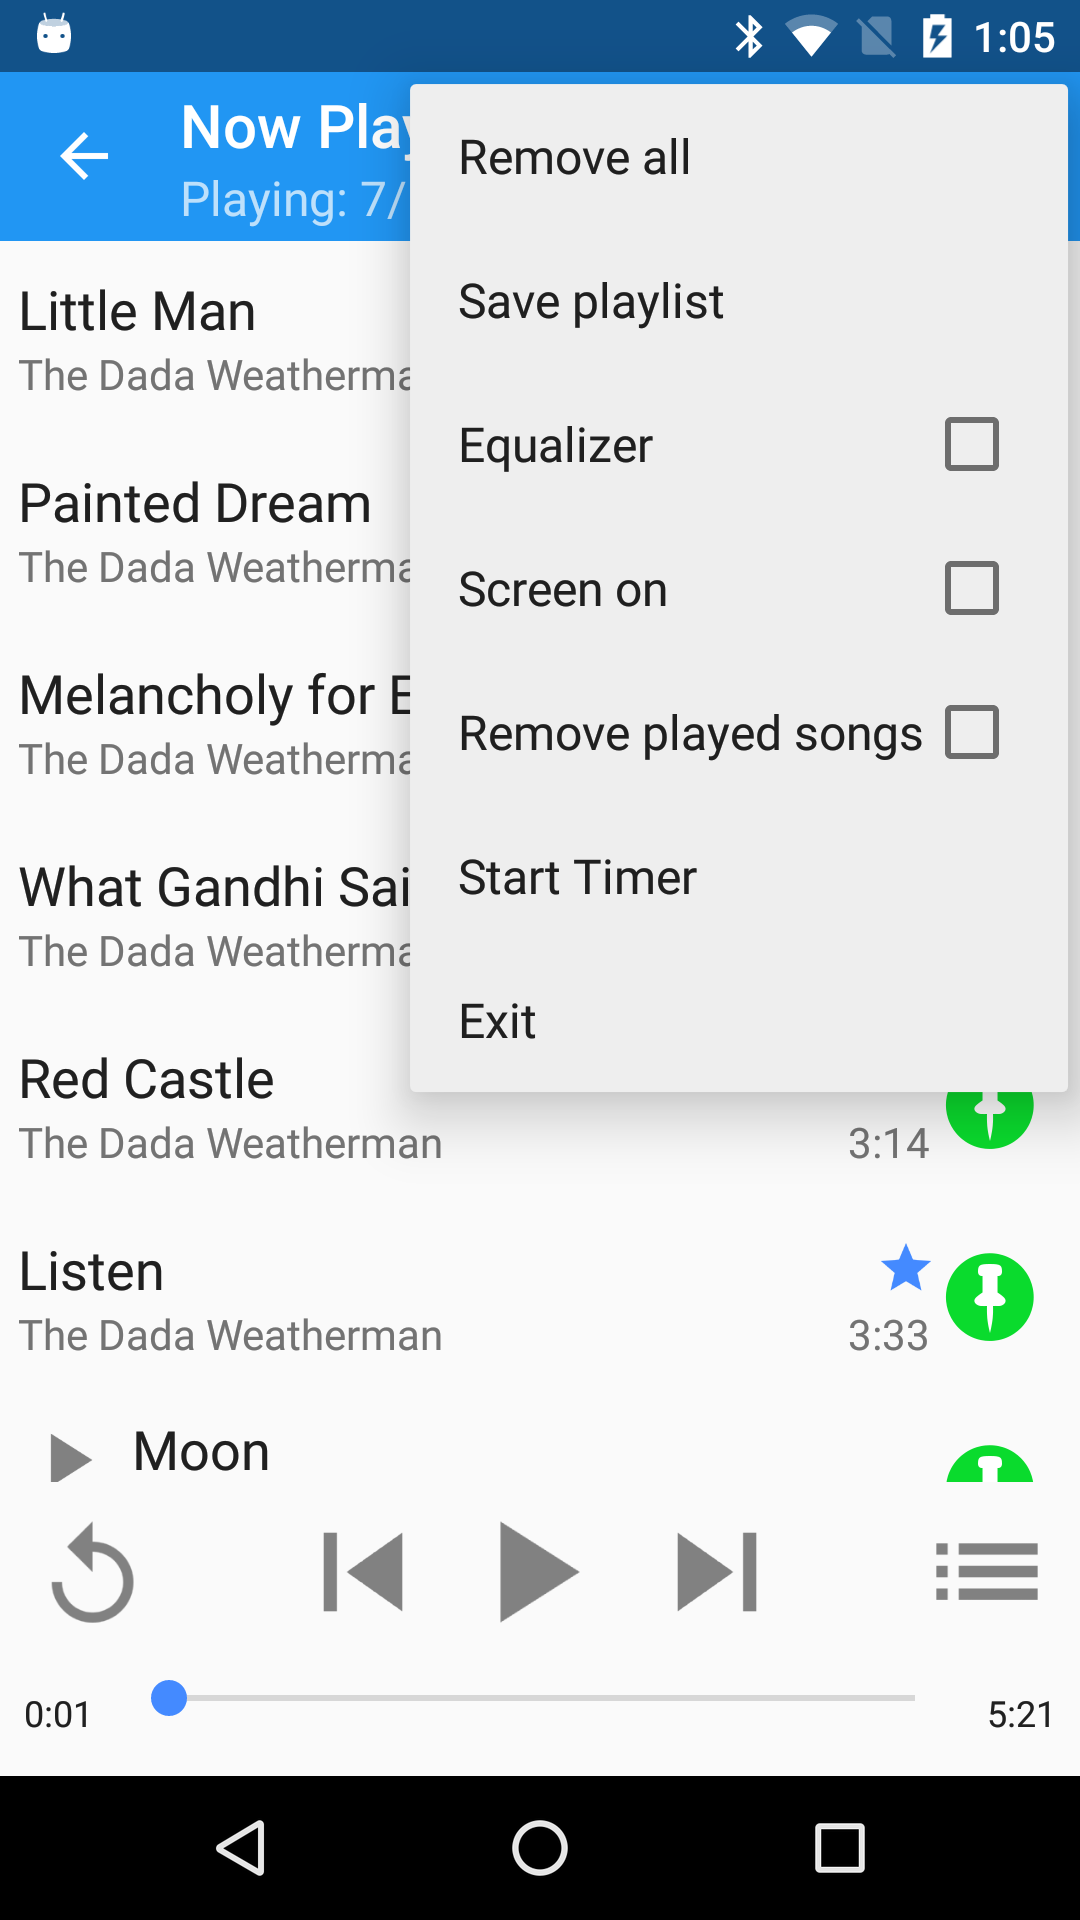 1:05
Now Play
Playing: 7/
Remove all
Save playlist
Equalizer
Screen on
Remove played songs
Start Timer
Exit
Little Man
The Dada Weatherma
Painted Dream
The Dada Weatherma
Melancholy for E
The Dada Weatherma
What Gandhi Sai
The Dada Weatherma
Red Castle
The Dada Weatherman 3:14
Listen
The Dada Weatherman 3:33
Moon
0:01 5:21